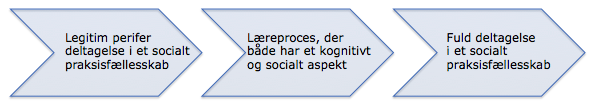 Legitim perifer
deltagelse i et socialt
praksisfællesskab
Læreproces, der
både har et kognitivt
og socialt aspekt
Fuld deltagelse
i et socialt
praksisfællesskab